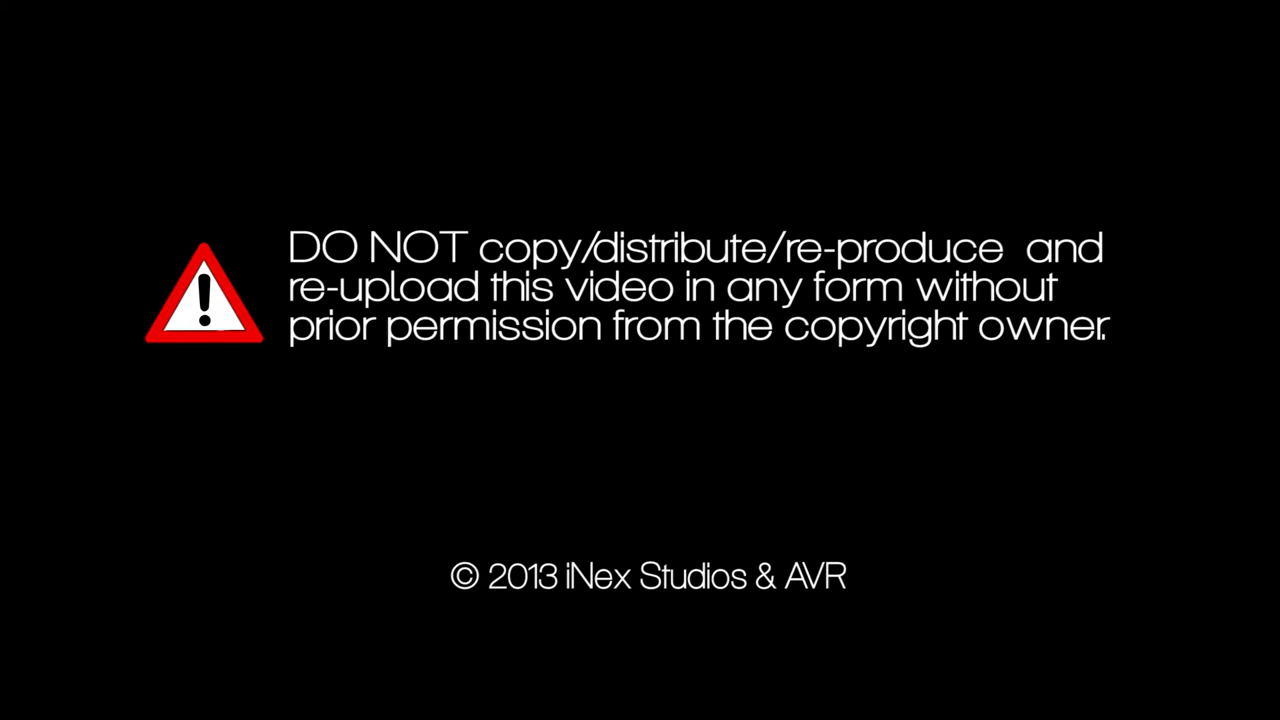 DO NOT copy/distribute/re-produce  and
re-upload this video in any form without
prior permission from the copyright owner.
© 2013 iNex Studios & AVR